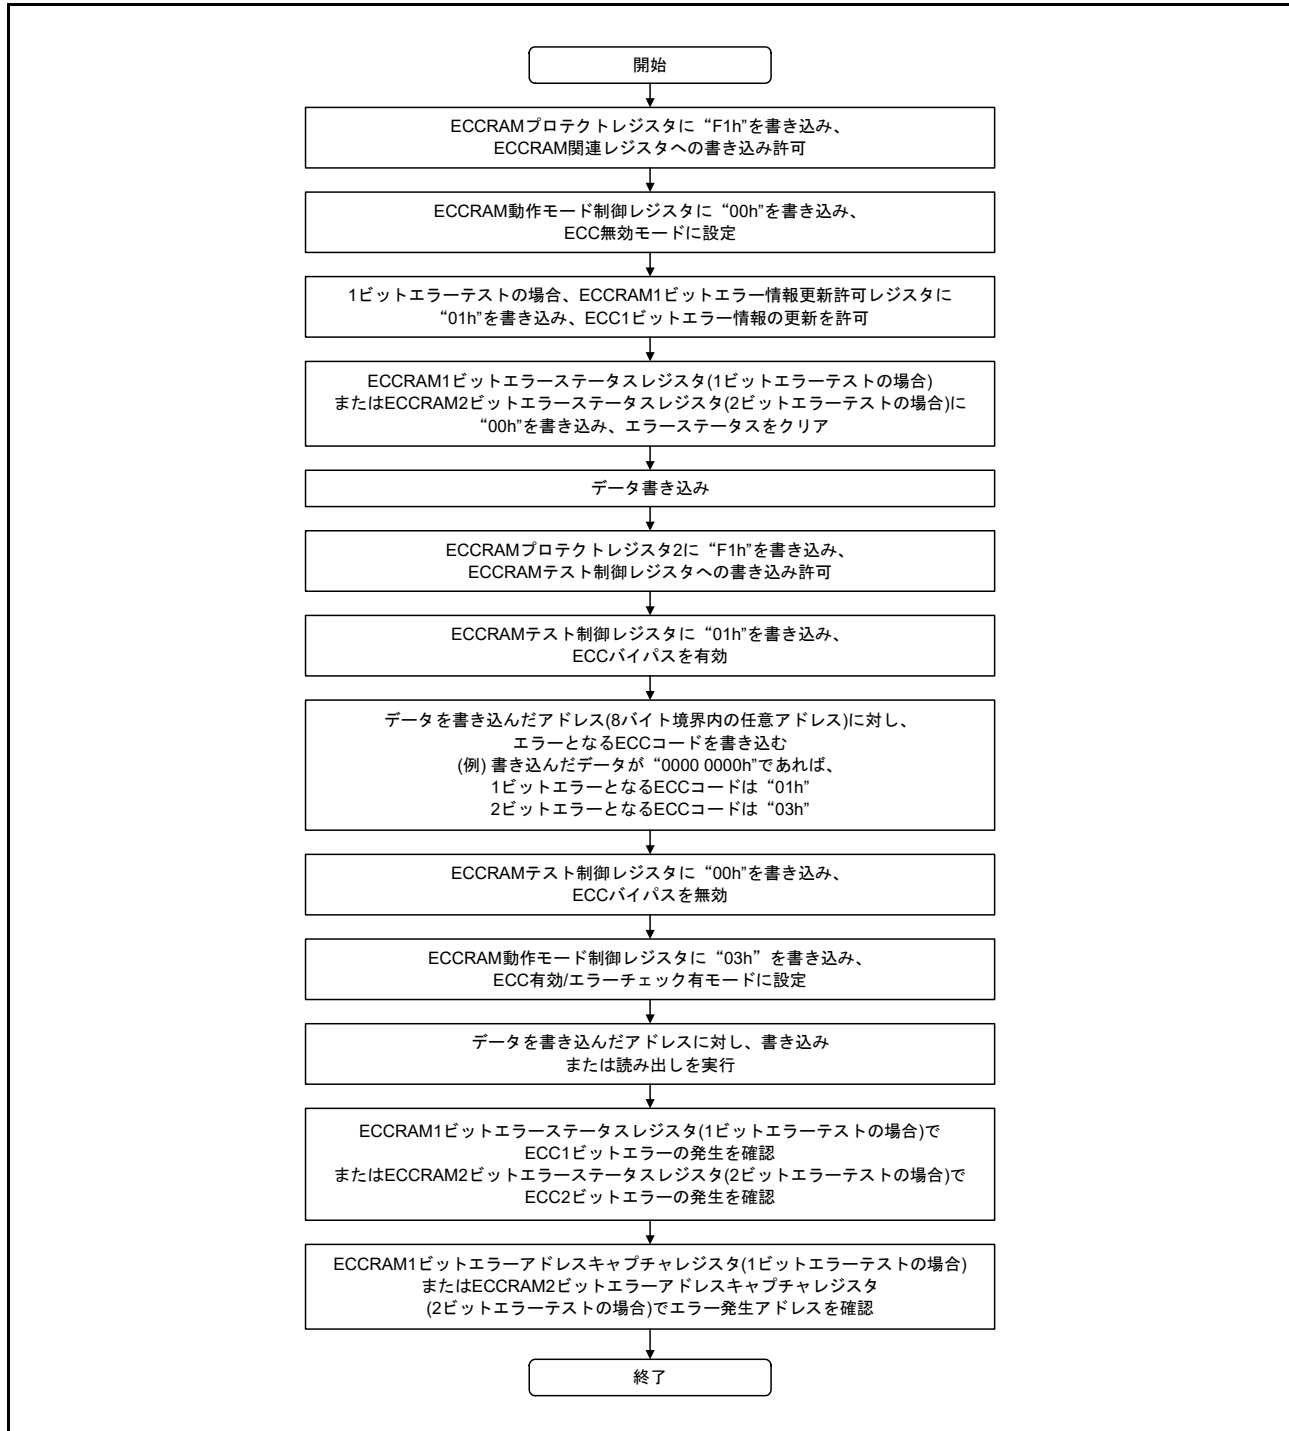 開始
ECCRAMプロテクトレジスタに“F1h”を書き込み、
ECCRAM関連レジスタへの書き込み許可
ECCRAM動作モード制御レジスタに“00h”を書き込み、
ECC無効モードに設定
1ビットエラーテストの場合、ECCRAM1ビットエラー情報更新許可レジスタに
“01h”を書き込み、ECC1ビットエラー情報の更新を許可
ECCRAM1ビットエラーステータスレジスタ(1ビットエラーテストの場合)
またはECCRAM2ビットエラーステータスレジスタ(2ビットエラーテストの場合)に
“00h”を書き込み、エラーステータスをクリア
データ書き込み
ECCRAMプロテクトレジスタ2に“F1h”を書き込み、
ECCRAMテスト制御レジスタへの書き込み許可
ECCRAMテスト制御レジスタに“01h”を書き込み、
ECCバイパスを有効
データを書き込んだアドレス(8バイト境界内の任意アドレス)に対し、
エラーとなるECCコードを書き込む
(例) 書き込んだデータが“0000 0000h”であれば、
1ビットエラーとなるECCコードは“01h”
2ビットエラーとなるECCコードは“03h”
ECCRAMテスト制御レジスタに“00h”を書き込み、
ECCバイパスを無効
ECCRAM動作モード制御レジスタに“03h”を書き込み、
ECC有効/エラーチェック有モードに設定
データを書き込んだアドレスに対し、書き込み
または読み出しを実行
ECCRAM1ビットエラーステータスレジスタ(1ビットエラーテストの場合)で
ECC1ビットエラーの発生を確認
またはECCRAM2ビットエラーステータスレジスタ(2ビットエラーテストの場合)で
ECC2ビットエラーの発生を確認
ECCRAM1ビットエラーアドレスキャプチャレジスタ(1ビットエラーテストの場合)
またはECCRAM2ビットエラーアドレスキャプチャレジスタ
(2ビットエラーテストの場合)でエラー発生アドレスを確認
終了